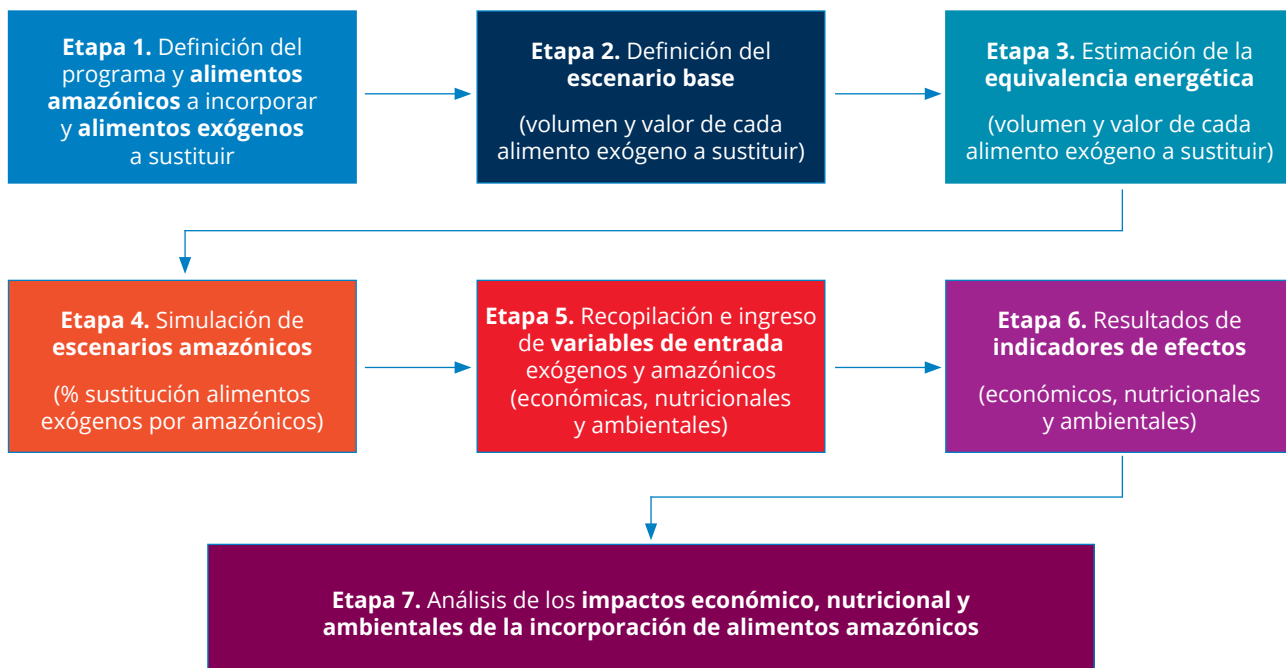 Etapa 1. Definición del
programa y alimentos
amazónicos a incorporar
y alimentos exógenos
a sustituir
Etapa 2. Definición del
escenario base
(volumen y valor de cada
alimento exógeno a sustituir)
Etapa 3. Estimación de la
equivalencia energética
(volumen y valor de cada
alimento exógeno a sustituir)
Etapa 4. Simulación de
escenarios amazónicos
(% sustitución alimentos
exógenos por amazónicos)
Etapa 5. Recopilación e ingreso
de variables de entrada
exógenos y amazónicos
(económicas, nutricionales
y ambientales)
Etapa 6. Resultados de
indicadores de efectos
(económicos, nutricionales
y ambientales)
Etapa 7. Análisis de los impactos económico, nutricional y
ambientales de la incorporación de alimentos amazónicos